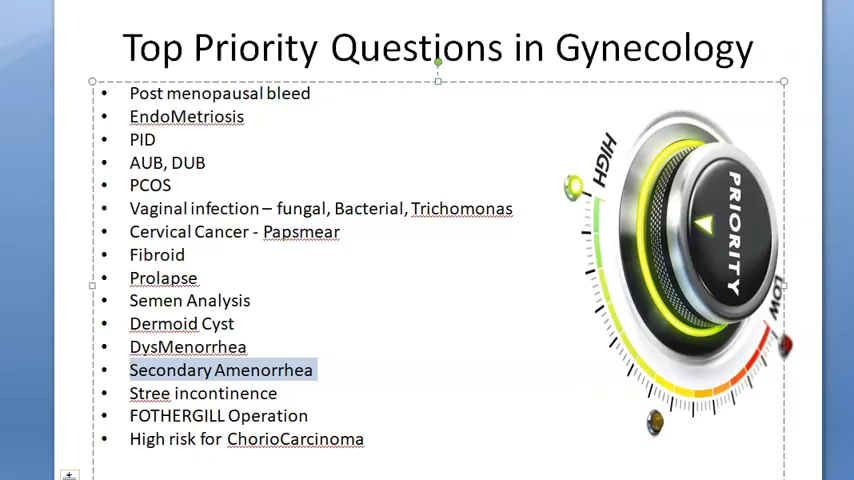 Top Priority Questions in Gynecology
• Post menopausal bleed
• EndoMetriosis
• PID
• AUB, DUB
• PCOS
• Vaginal infection – fungal, Bacterial, Trichomonas
• Cervical Cancer - Papsmear
• Fibroid
• Prolapse
• Semen Analysis
• Dermoid Cyst
• DysMenorrhea
• Secondary Amenorrhea
• Stree incontinence
• FOTHERGILL Operation
• High risk for ChorioCarcinoma
HIGH
PRIORITY
LOW